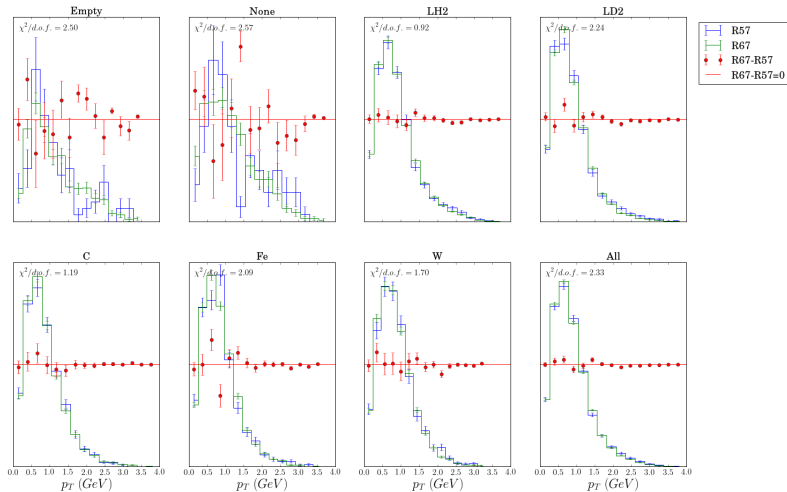 Empty
None
LH2
LD2
χ²/d.o.f. = 2.50
χ²/d.o.f. = 2.57
χ²/d.o.f. = 0.92
χ²/d.o.f. = 2.24
R57
R67
R67-R57
R67-R57=0
C
Fe
W
All
χ²/d.o.f. = 1.19
χ²/d.o.f. = 2.09
χ²/d.o.f. = 1.70
χ²/d.o.f. = 2.33
0.0 0.5 1.0 1.5 2.0 2.5 3.0 3.5 4.0
0.0 0.5 1.0 1.5 2.0 2.5 3.0 3.5 4.0
0.0 0.5 1.0 1.5 2.0 2.5 3.0 3.5 4.0
0.0 0.5 1.0 1.5 2.0 2.5 3.0 3.5 4.0
p_T (GeV)
p_T (GeV)
p_T (GeV)
p_T (GeV)